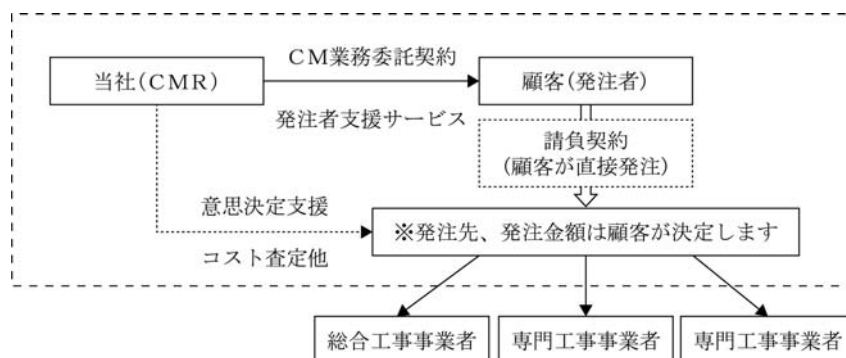 CM業務委託契約
当社(CMR)
顧客(発注者)
発注者支援サービス
請負契約
(顧客が直接発注)
意思決定支援
※発注先、発注金額は顧客が決定します
コスト査定他
総合工事事業者
専門工事事業者
専門工事事業者